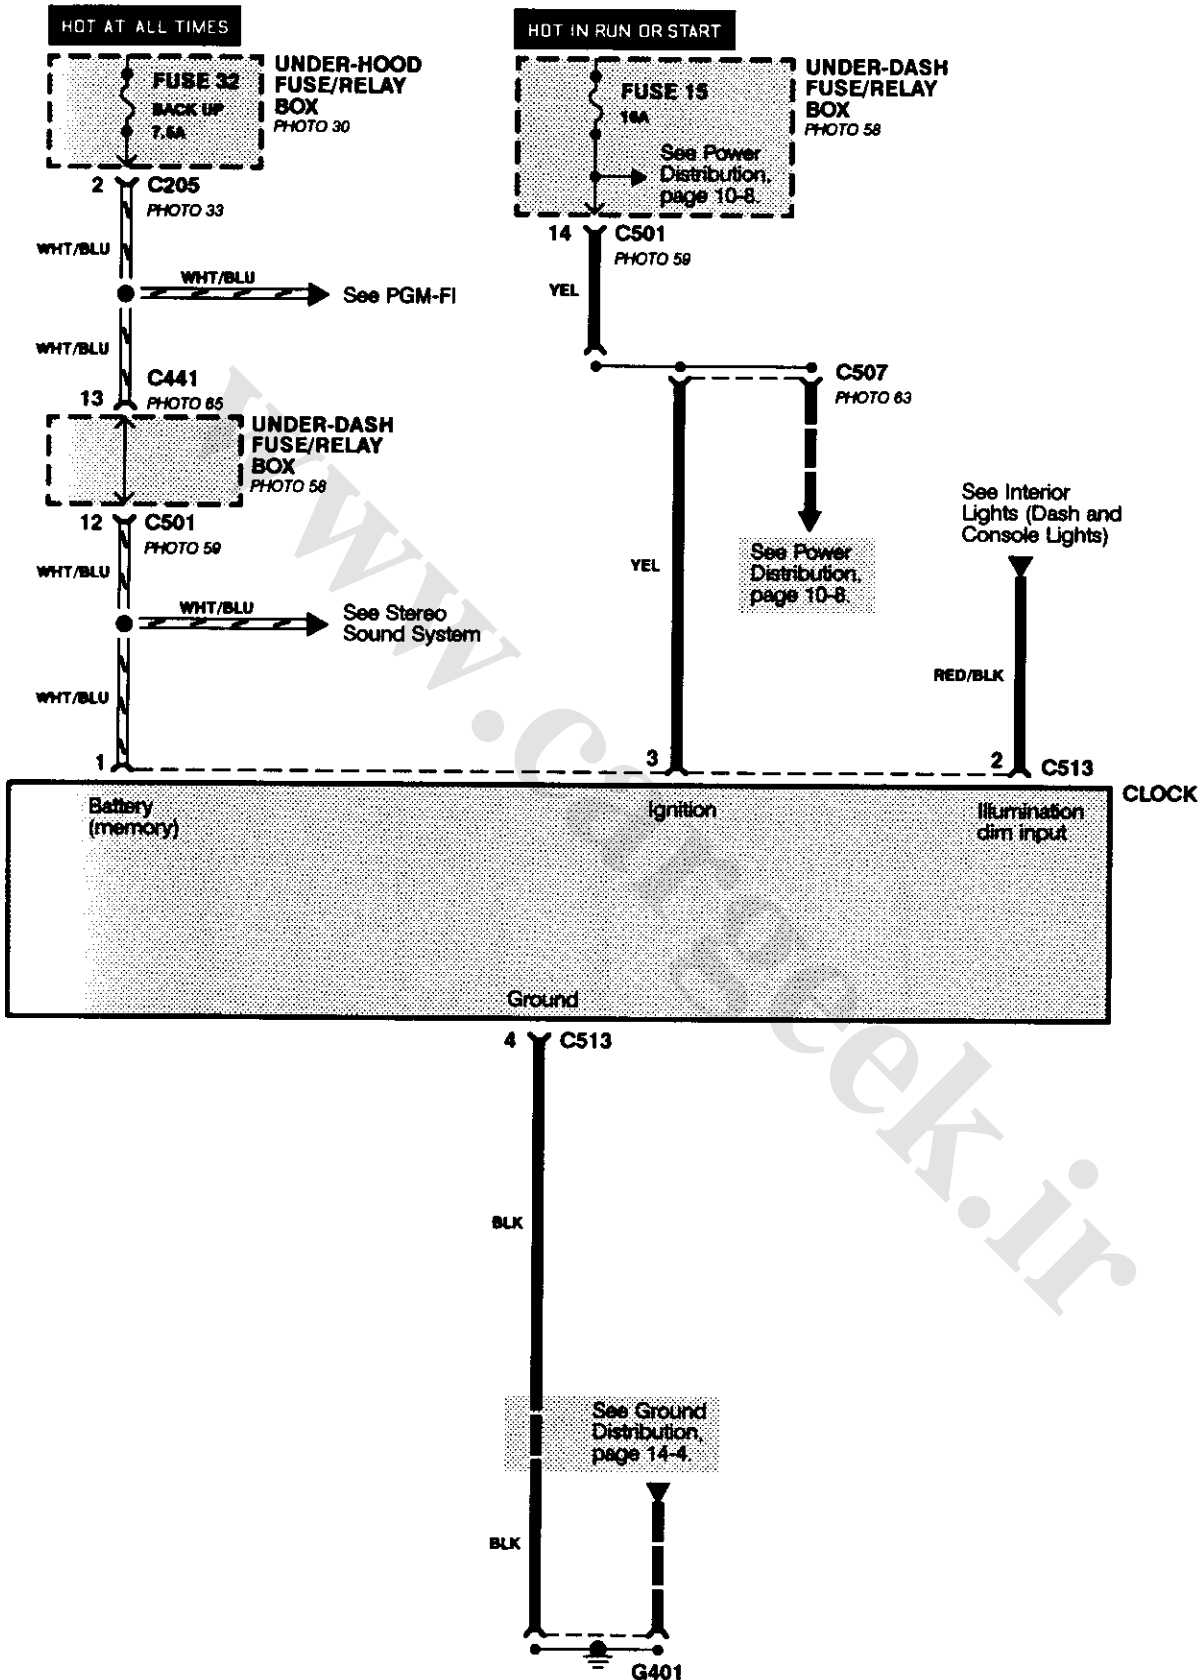 HOT AT ALL TIMES
HOT IN RUN OR START
FUSE 32
BACK UP
7.5A
UNDER-HOOD
FUSE/RELAY
BOX
PHOTO 30
FUSE 15
See Power
Distribution,
page 10-8.
UNDER-DASH
FUSE/RELAY
BOX
PHOTO 58
2
C205
PHOTO 33
14
C501
PHOTO 59
WHT/BLU
WHT/BLU
See PGM-FI
YEL
WHT/BLU
C441
13
PHOTO 65
C507
PHOTO 63
UNDER-DASH
FUSE/RELAY
BOX
PHOTO 58
See Interior
Lights (Dash and
Console Lights)
12
C501
PHOTO 59
WHT/BLU
YEL
See Power
Distribution,
page 10-8.
WHT/BLU
See Stereo
Sound System
WHT/BLU
RED/BLK
1
3
2
C513
CLOCK
Battery
(memory)
Ignition
Illumination
dim input
Ground
4
C513
BLK
See Ground
Distribution,
page 14-4.
BLK
G401
www.cargeek.ir